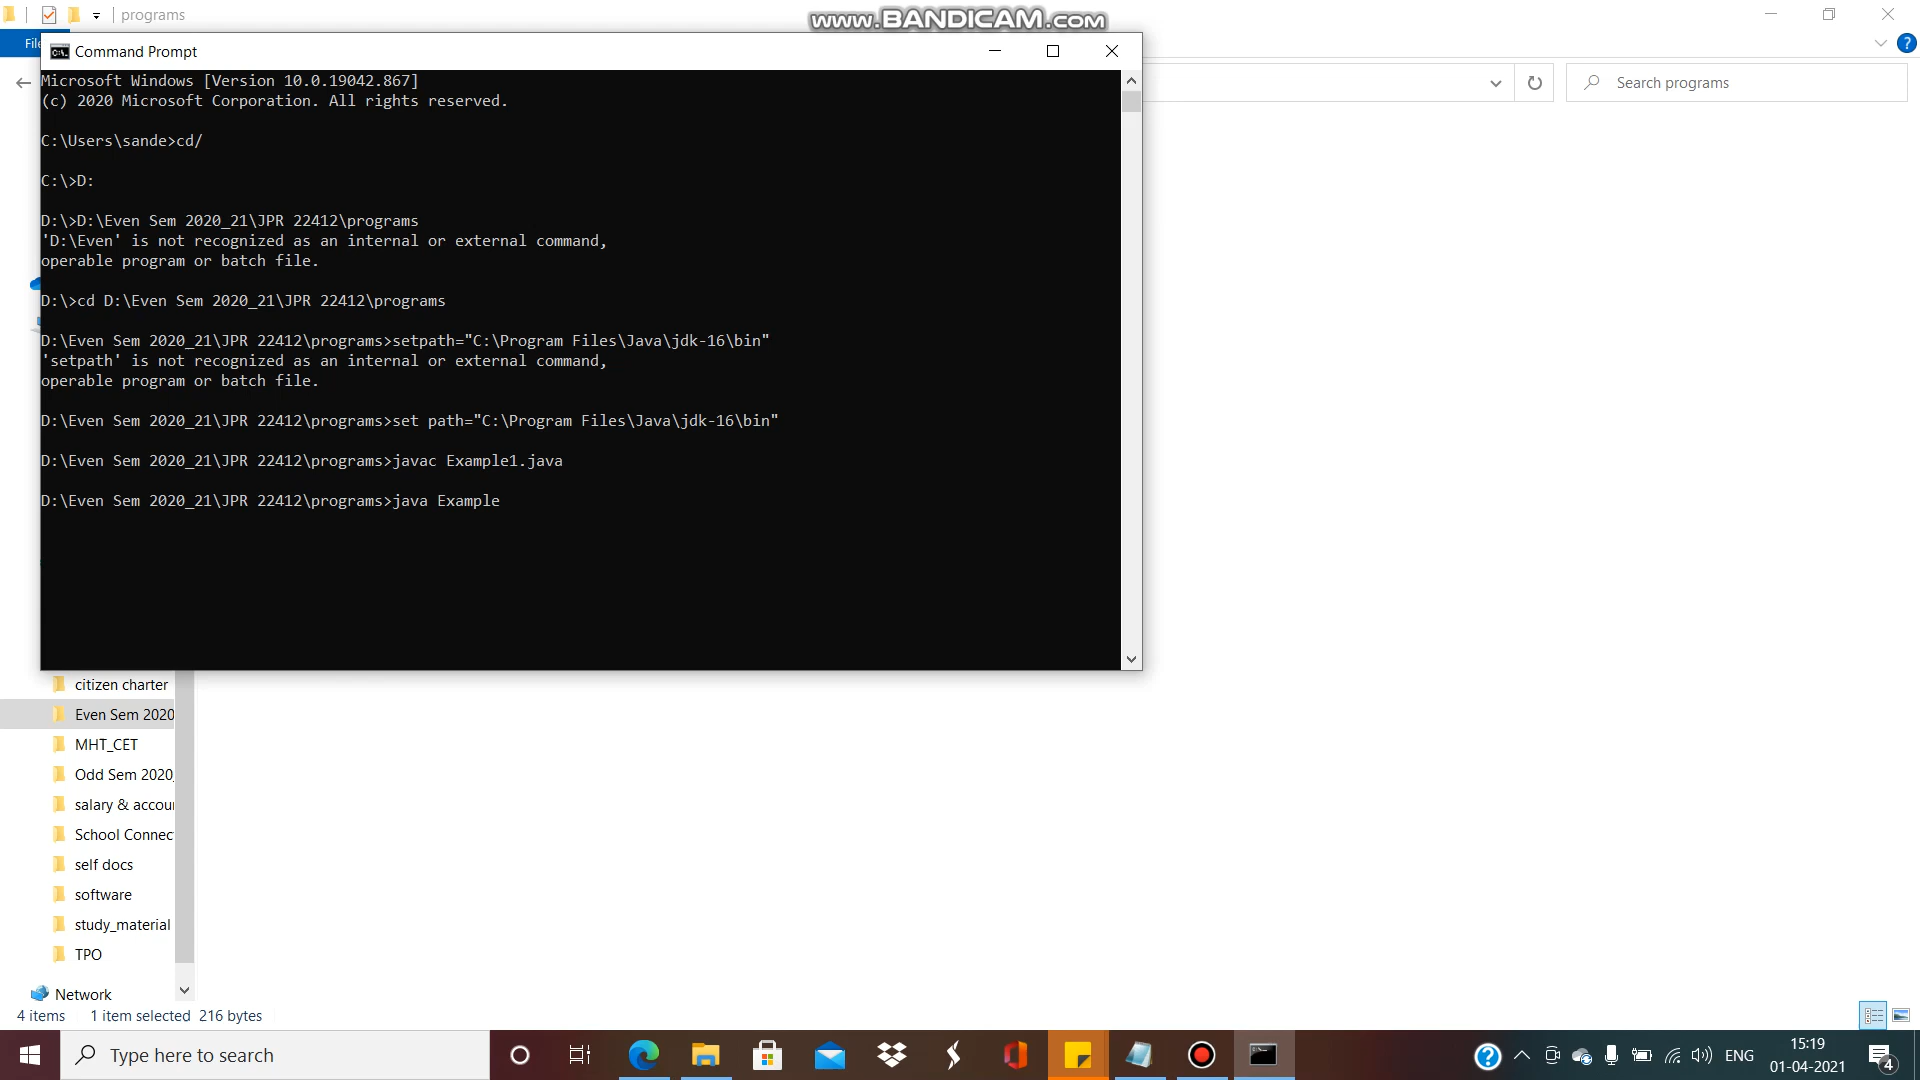 programs
www.BANDICAM.com
File
Command Prompt
Microsoft Windows [Version 10.0.19042.867]
(c) 2020 Microsoft Corporation. All rights reserved.
C:\Users\sande>cd/
C:\>D:
D:\>D:\Even Sem 2020_21\JPR 22412\programs
'D:\Even' is not recognized as an internal or external command,
operable program or batch file.
D:\>cd D:\Even Sem 2020_21\JPR 22412\programs
D:\Even Sem 2020_21\JPR 22412\programs>setpath="C:\Program Files\Java\jdk-16\bin"
'setpath' is not recognized as an internal or external command,
operable program or batch file.
D:\Even Sem 2020_21\JPR 22412\programs>set path="C:\Program Files\Java\jdk-16\bin"
D:\Even Sem 2020_21\JPR 22412\programs>javac Example1.java
D:\Even Sem 2020_21\JPR 22412\programs>java Example
Search programs
citizen charter
Even Sem 2020
MHT_CET
Odd Sem 2020_
salary & accou
School Connec
self docs
software
study_material
TPO
Network
4 items 1 item selected 216 bytes
Type here to search
ENG
15:19
01-04-2021
4